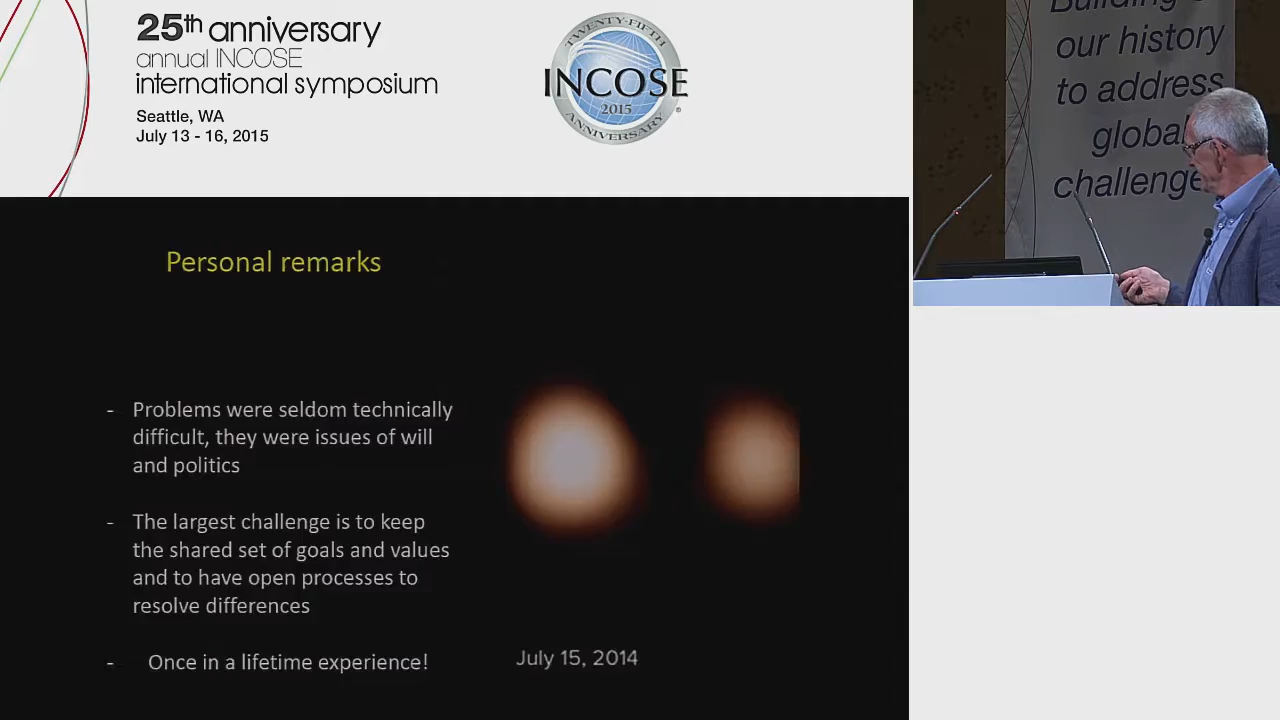 25th anniversary
annual INCOSE
international symposium
Seattle, WA
July 13 - 16, 2015
TWENTY-FIFTH
INCOSE
2015
ANNIVERSARY
®
Building
our history
to address
global
challenge
Personal remarks
- Problems were seldom technically
difficult, they were issues of will
and politics
- The largest challenge is to keep
the shared set of goals and values
and to have open processes to
resolve differences
- Once in a lifetime experience!
July 15, 2014